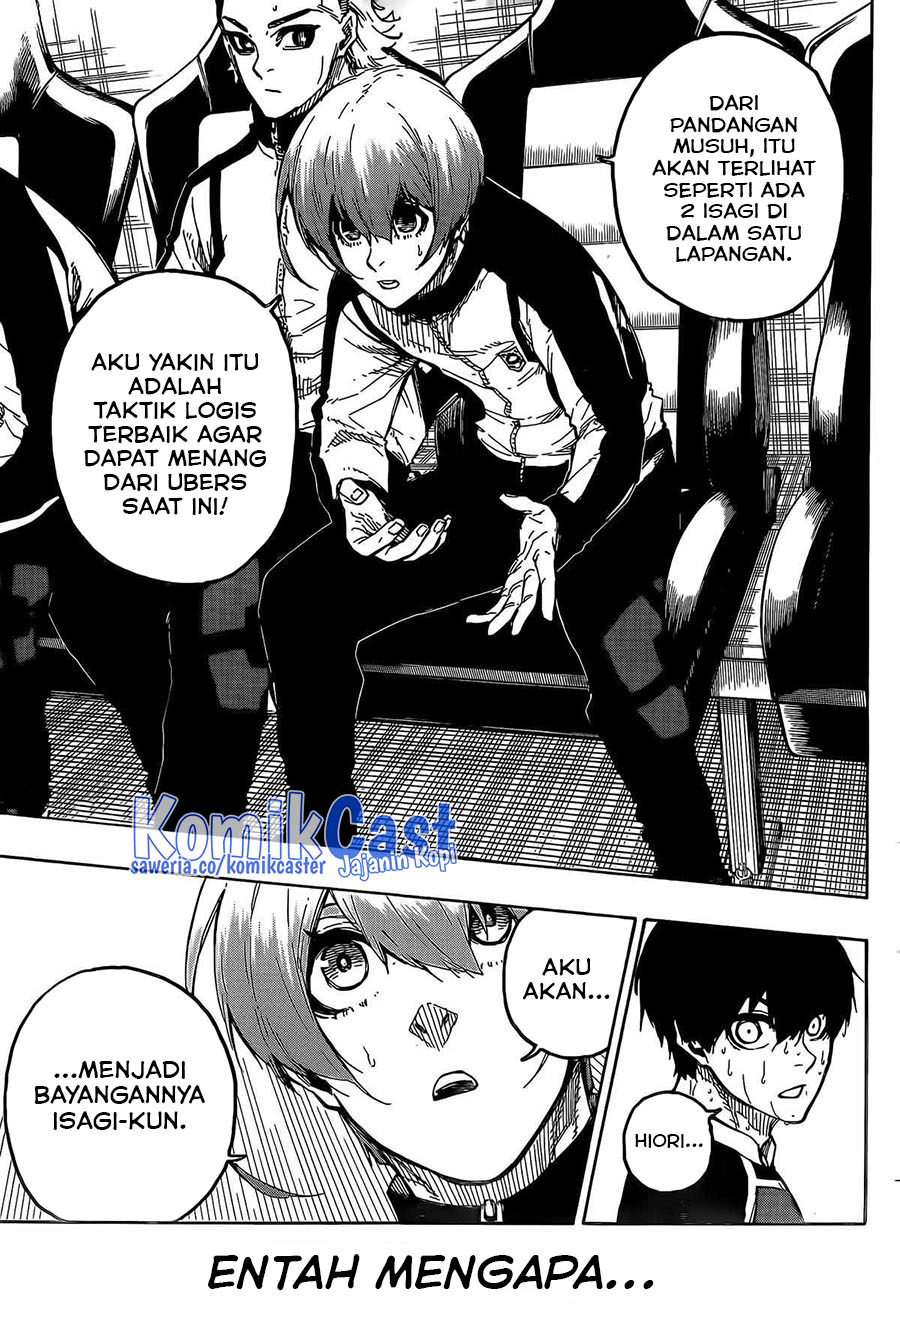 DARI
PANDANGAN
MUSUH, ITU
AKAN TERLIHAT
SEPERTI ADA
2 ISAGI DI
DALAM SATU
LAPANGAN.
AKU YAKIN ITU
ADALAH
TAKTIK LOGIS
TERBAIK AGAR
DAPAT MENANG
DARI UBERS
SAAT INI!
KomikCast
saweria.co/komikcaster Jajanin Kopi
HIORI...
AKU
AKAN...
...MENJADI
BAYANGANNYA
ISAGI-KUN.
ENTAH MENGAPA...